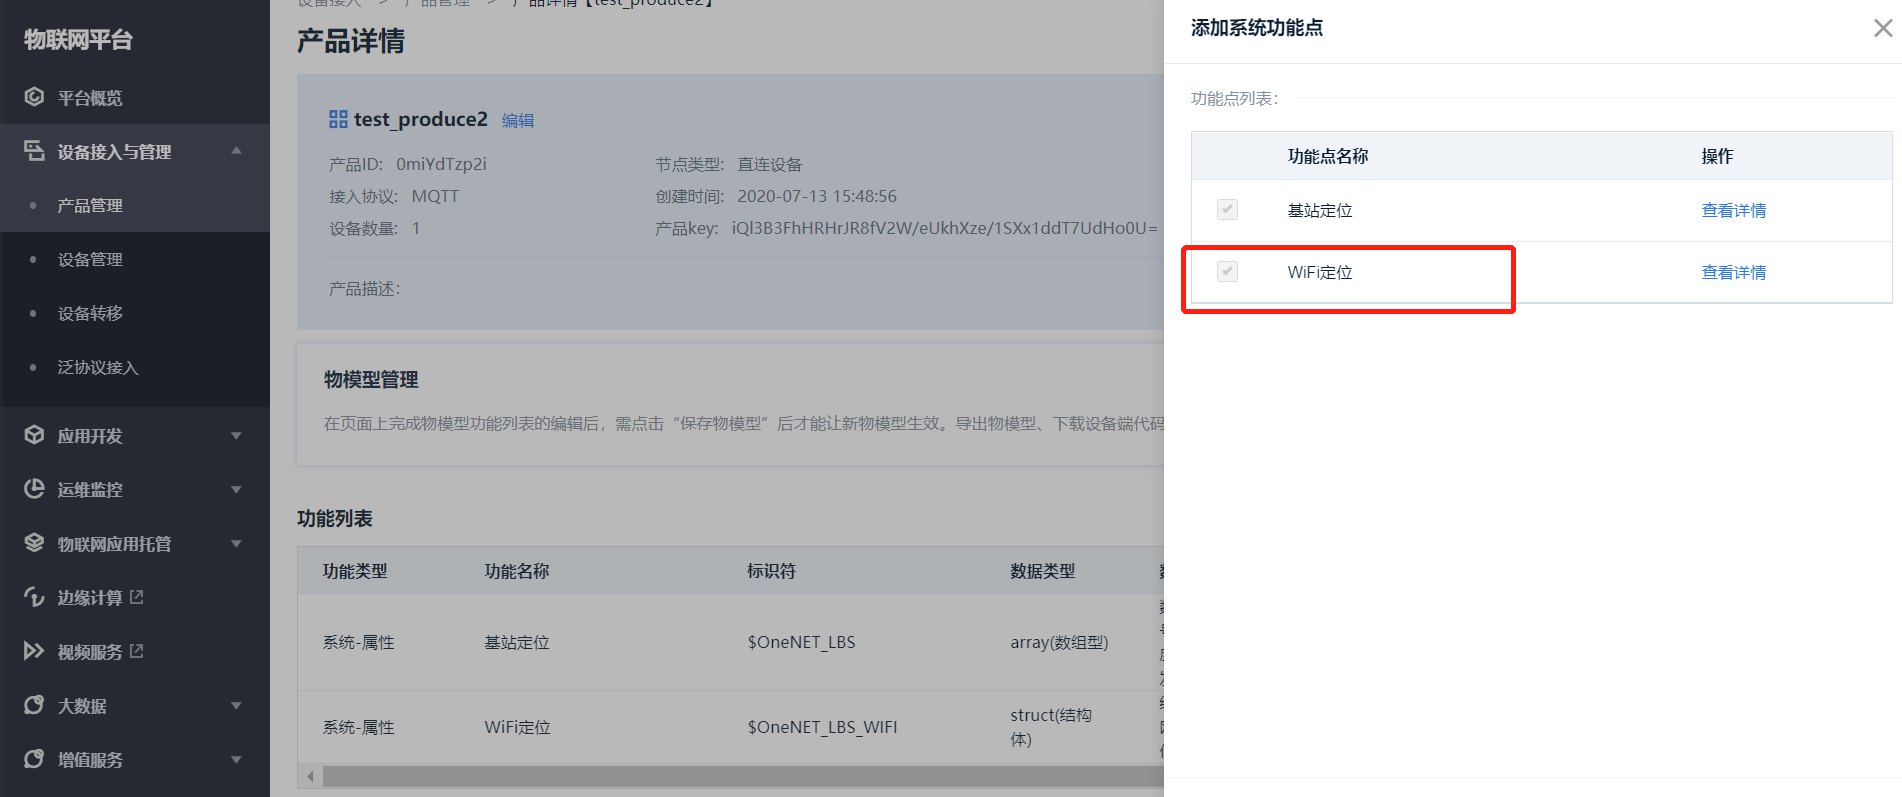 物联网平台
平台概览
设备接入与管理
产品管理
设备管理
设备转移
泛协议接入
应用开发
运维监控
物联网应用托管
边缘计算
视频服务
大数据
增值服务
设备接入 > 产品管理 > 产品详情【test_produce2】
产品详情
test_produce2 编辑
产品ID: 0miYdTzp2i 节点类型: 直连设备
接入协议: MQTT 创建时间: 2020-07-13 15:48:56
设备数量: 1 产品key: iQl3B3FhHRHrJR8fV2W/eUkhXze/1SXx1ddT7UdHo0U=
产品描述:
物模型管理
在页面上完成物模型功能列表的编辑后，需点击“保存物模型”后才能让新物模型生效。导出物模型、下载设备端代码
功能列表
功能类型 功能名称 标识符 数据类型
系统-属性 基站定位 $OneNET_LBS array(数组型)
系统-属性 WiFi定位 $OneNET_LBS_WIFI struct(结构
体)
添加系统功能点
功能点列表:
功能点名称 操作
基站定位 查看详情
WiFi定位 查看详情